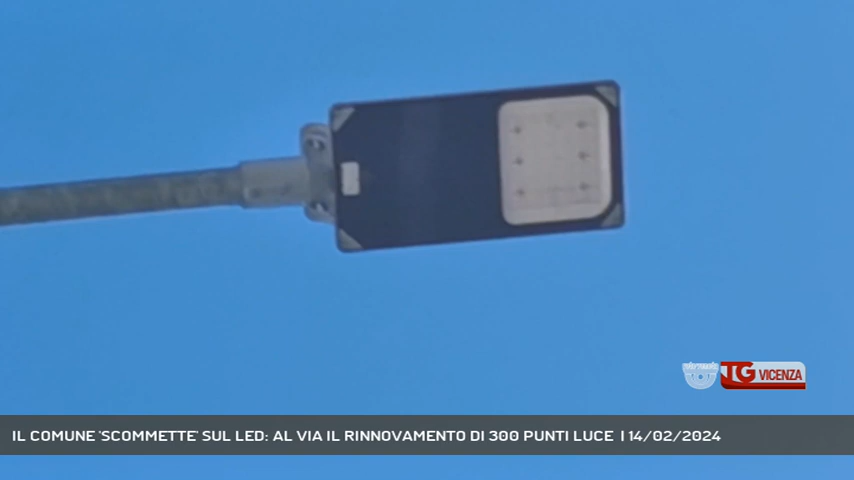 TG VICENZA
IL COMUNE 'SCOMMETTE' SUL LED: AL VIA IL RINNOVAMENTO DI 300 PUNTI LUCE | 14/02/2024